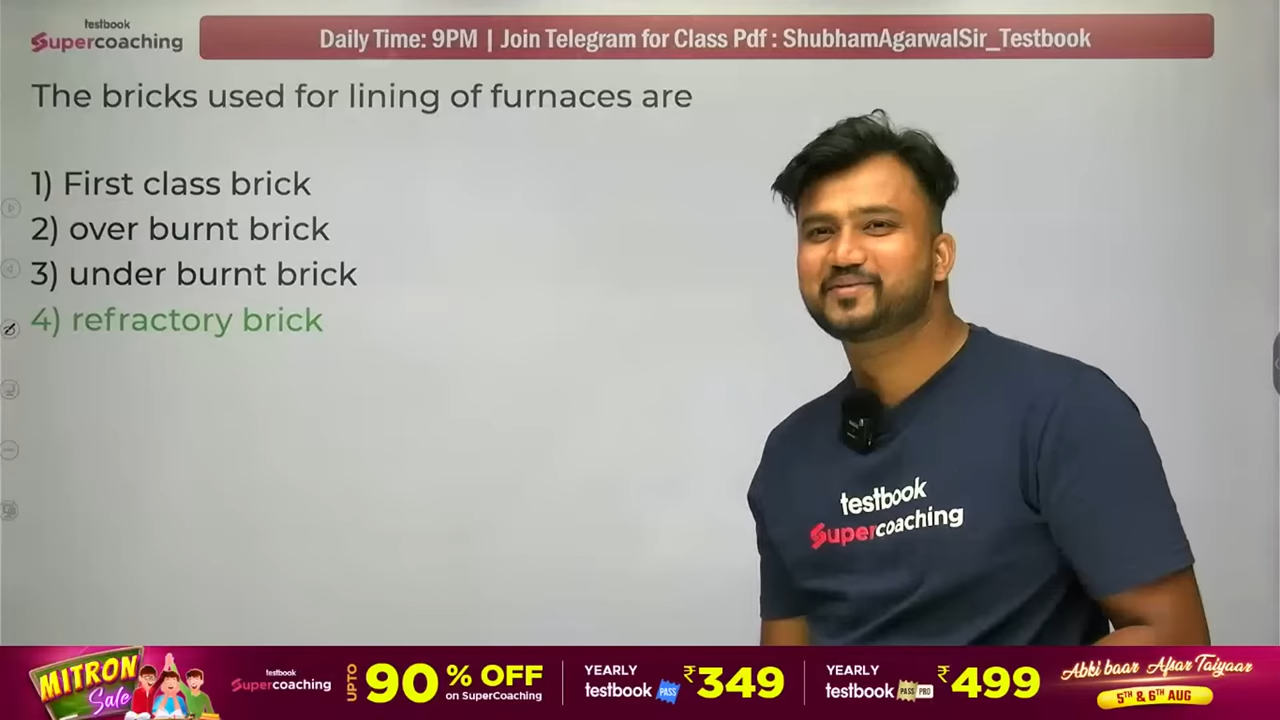 testbook
Supercoaching
Daily Time: 9PM | Join Telegram for Class Pdf : ShubhamAgarwalSir_Testbook
The bricks used for lining of furnaces are
1) First class brick
2) over burnt brick
3) under burnt brick
4) refractory brick
testbook
Supercoaching
MITRON
Sale
testbook
Supercoaching
UPTO
90% OFF
on SuperCoaching
YEARLY
testbook PASS
₹349
YEARLY
testbook PASS PRO
₹499
Abki baar Afsar Taiyaar
5TH & 6TH AUG